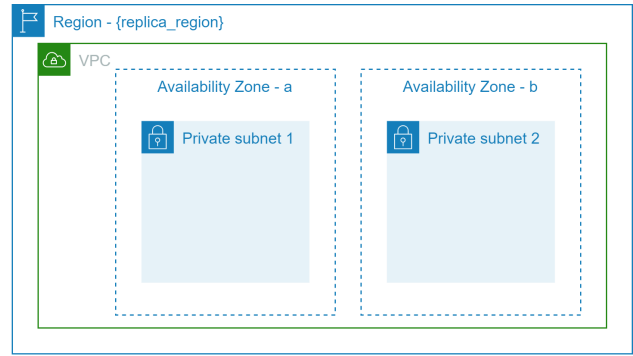 Region - {replica_region}
VPC
Availability Zone - a
Availability Zone - b
Private subnet 1
Private subnet 2